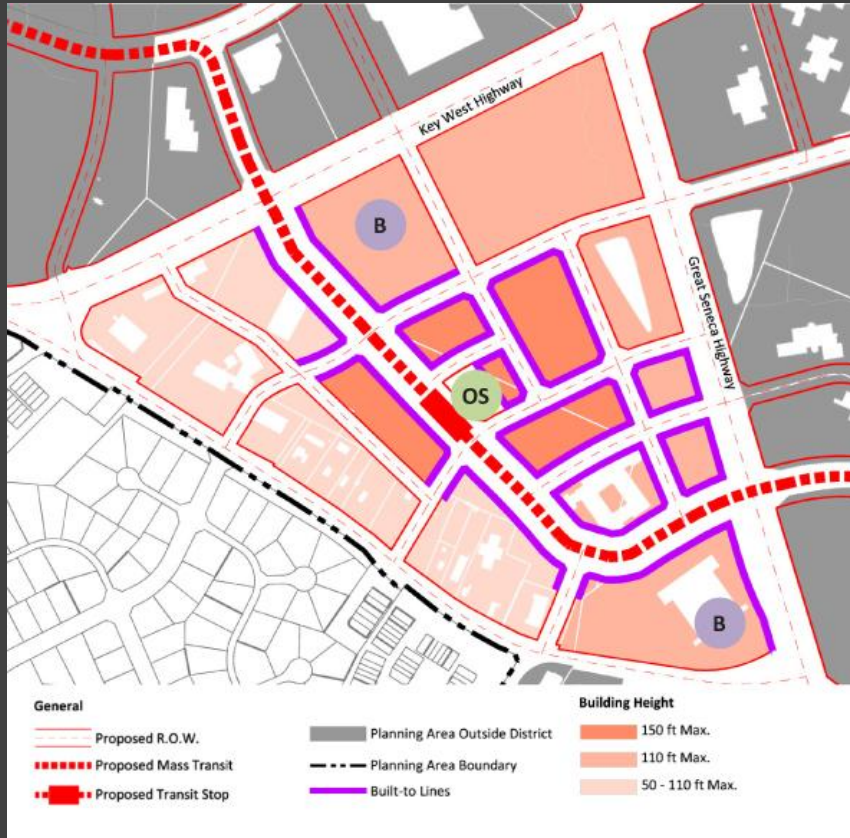 Key West Highway
B
Great Seneca Highway
OS
B
General
Proposed R.O.W.
Proposed Mass Transit
Proposed Transit Stop
Planning Area Outside District
Planning Area Boundary
Built-to Lines
Building Height
150 ft Max.
110 ft Max.
50 - 110 ft Max.